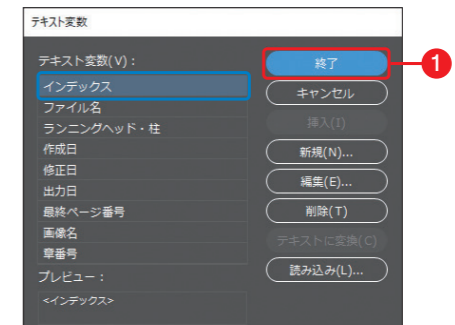 テキスト変数
テキスト変数(V)：
インデックス
ファイル名
ランニングヘッド・柱
作成日
修正日
出力日
最終ページ番号
画像名
章番号
プレビュー：
<インデックス>
終了
1
キャンセル
挿入(I)
新規(N)...
編集(E)...
削除(T)
テキストに変換(C)
読み込み(L)...